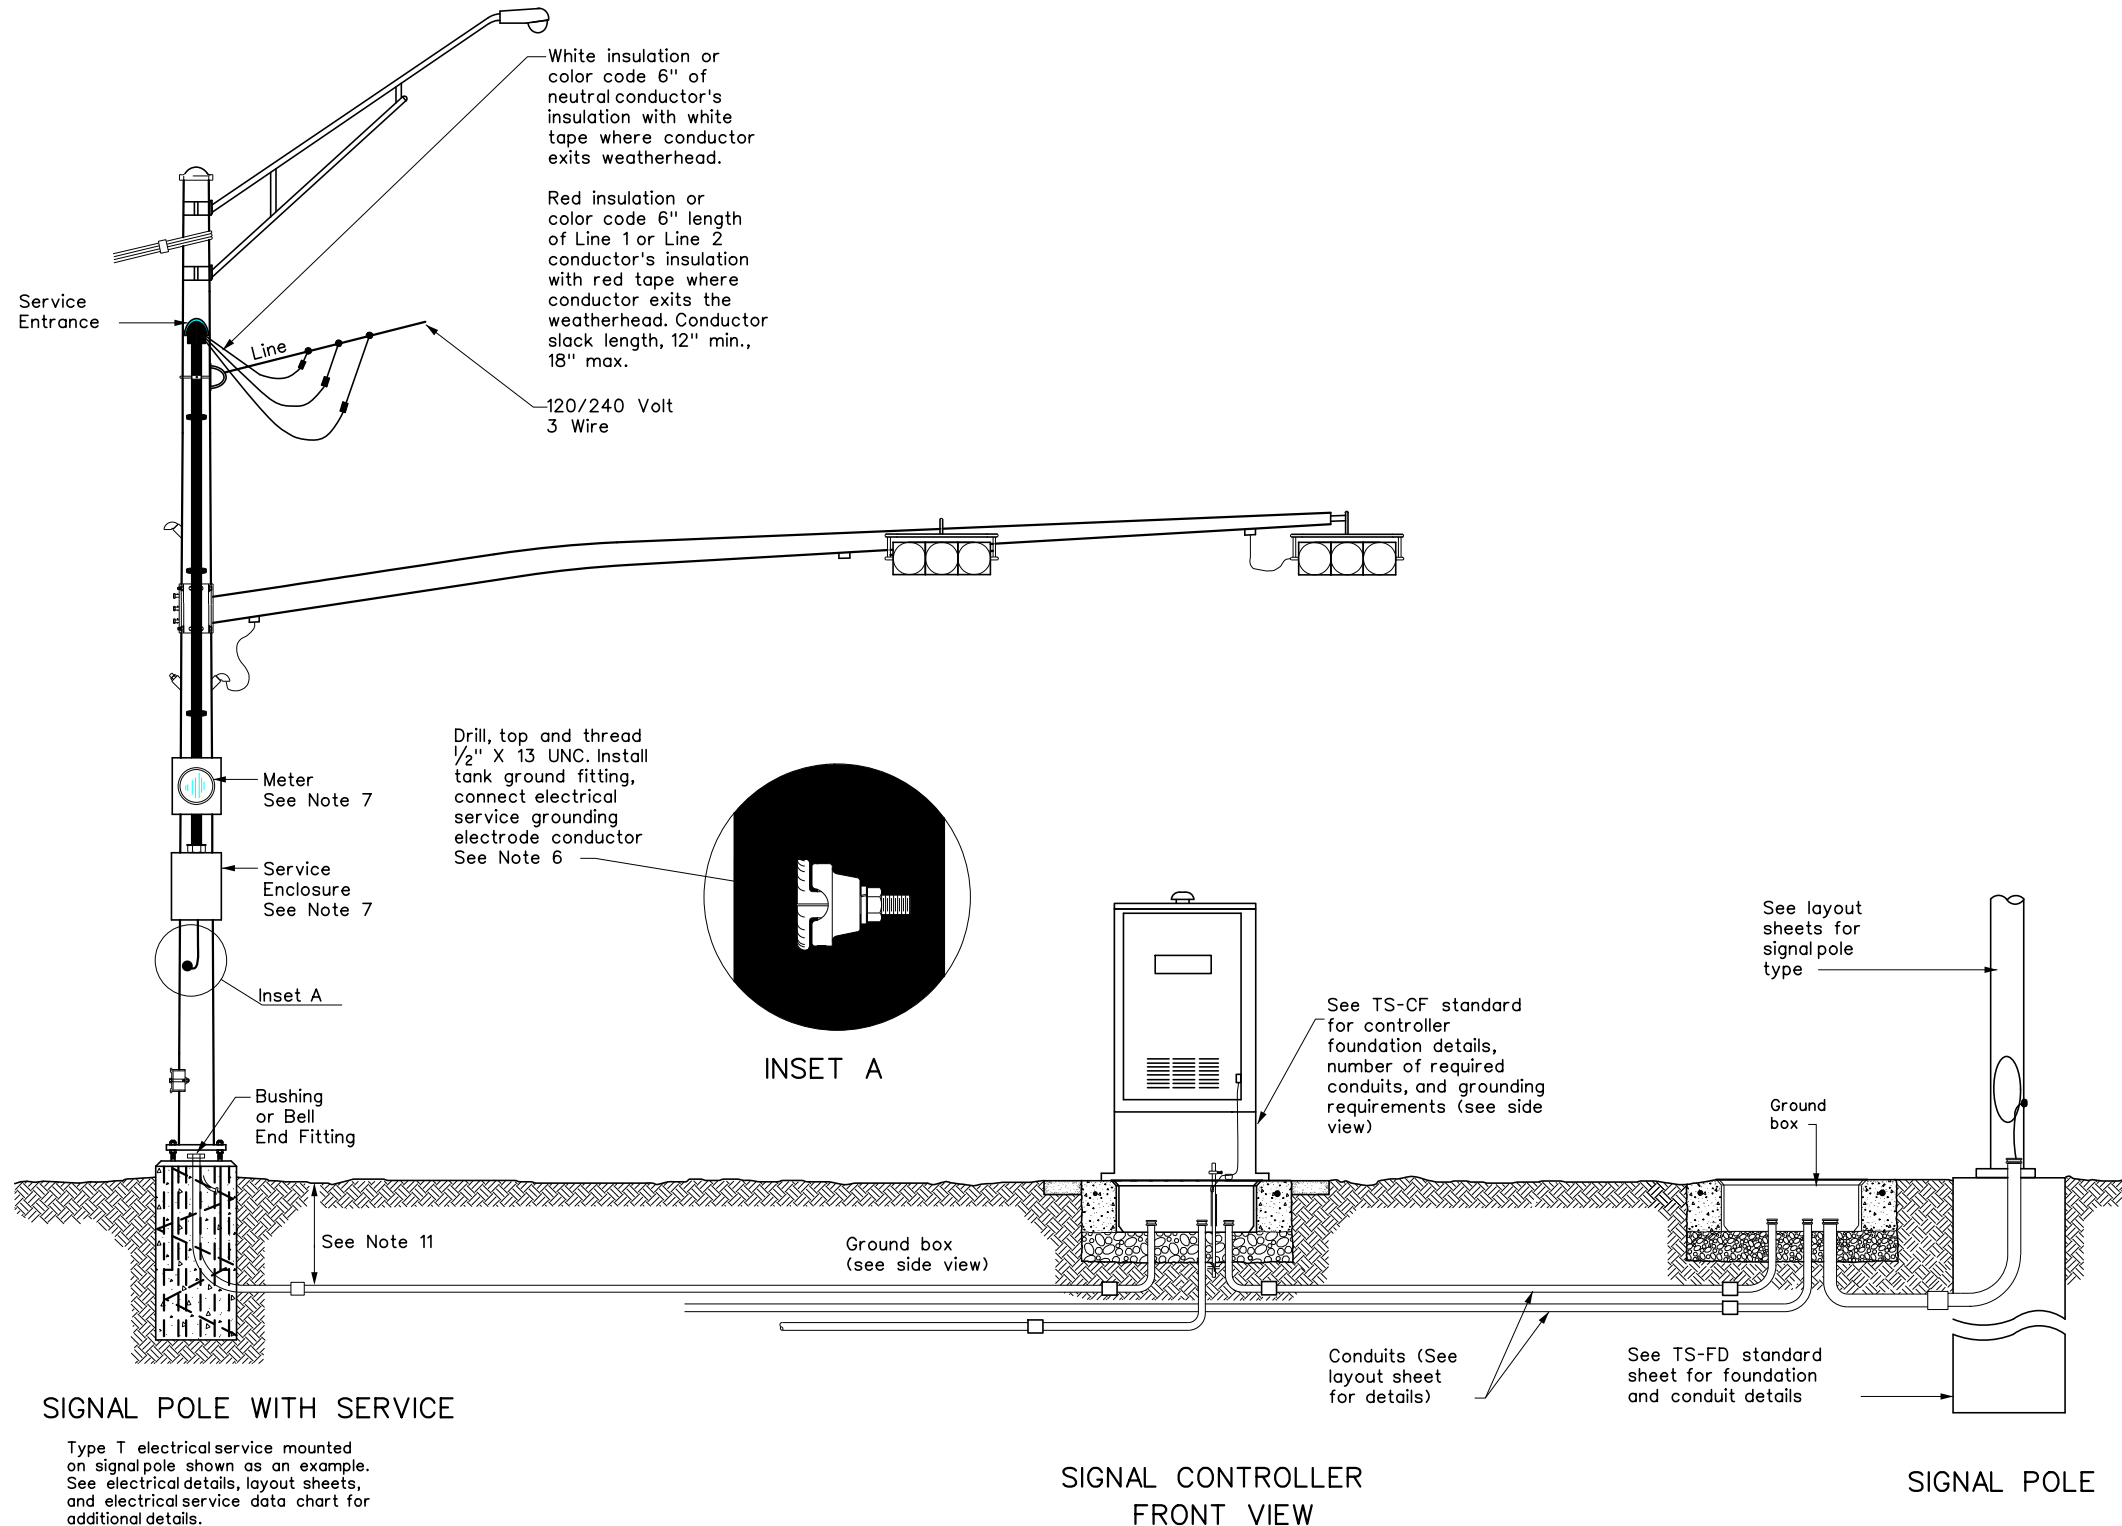 White insulation or
color code 6" of
neutral conductor's
insulation with white
tape where conductor
exits weatherhead.
Red insulation or
color code 6" length
of Line 1 or Line 2
conductor's insulation
with red tape where
conductor exits the
weatherhead. Conductor
slack length, 12" min.,
18" max.
Service
Entrance
Line
120/240 Volt
3 Wire
Drill, top and thread
1/2" X 13 UNC. Install
tank ground fitting,
connect electrical
service grounding
electrode conductor
See Note 6
Meter
See Note 7
Service
Enclosure
See Note 7
Inset A
INSET A
See layout
sheets for
signal pole
type
See TS-CF standard
for controller
foundation details,
number of required
conduits, and grounding
requirements (see side
view)
Bushing
or Bell
End Fitting
Ground
box
See Note 11
Ground box
(see side view)
Conduits (See
layout sheet
for details)
See TS-FD standard
sheet for foundation
and conduit details
SIGNAL POLE WITH SERVICE
Type T electrical service mounted
on signal pole shown as an example.
See electrical details, layout sheets,
and electrical service data chart for
additional details.
SIGNAL CONTROLLER
FRONT VIEW
SIGNAL POLE